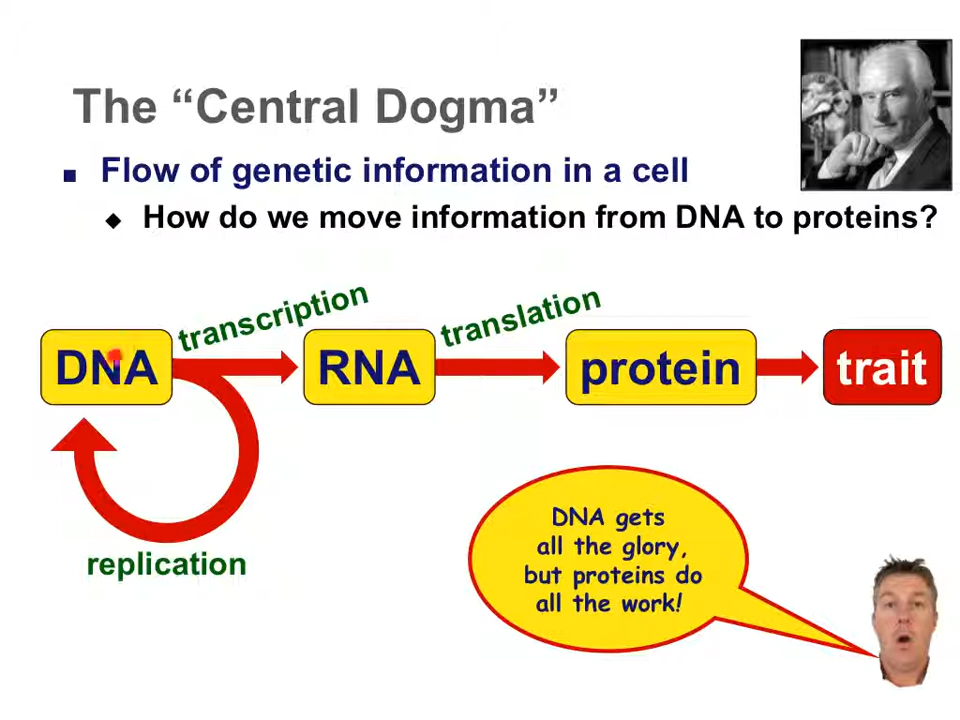 The “Central Dogma”
■ Flow of genetic information in a cell
◆ How do we move information from DNA to proteins?
transcription
translation
DNA
RNA
protein
trait
replication
DNA gets
all the glory,
but proteins do
all the work!